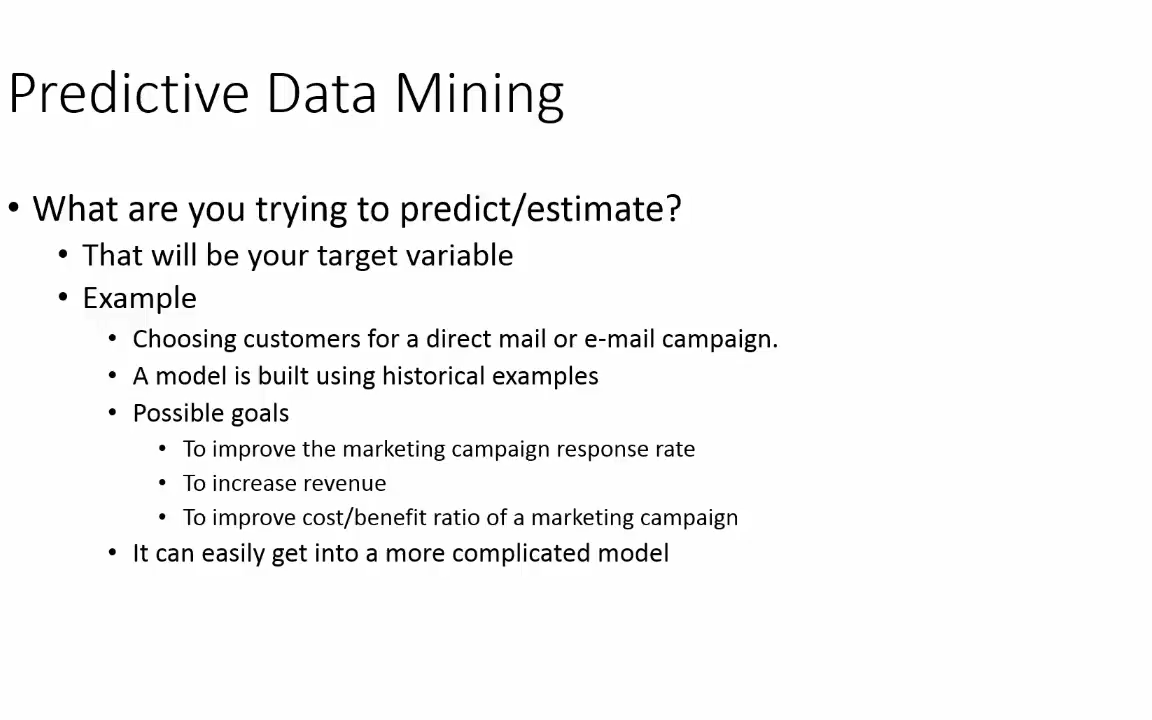 Predictive Data Mining
• What are you trying to predict/estimate?
• That will be your target variable
• Example
• Choosing customers for a direct mail or e-mail campaign.
• A model is built using historical examples
• Possible goals
• To improve the marketing campaign response rate
• To increase revenue
• To improve cost/benefit ratio of a marketing campaign
• It can easily get into a more complicated model